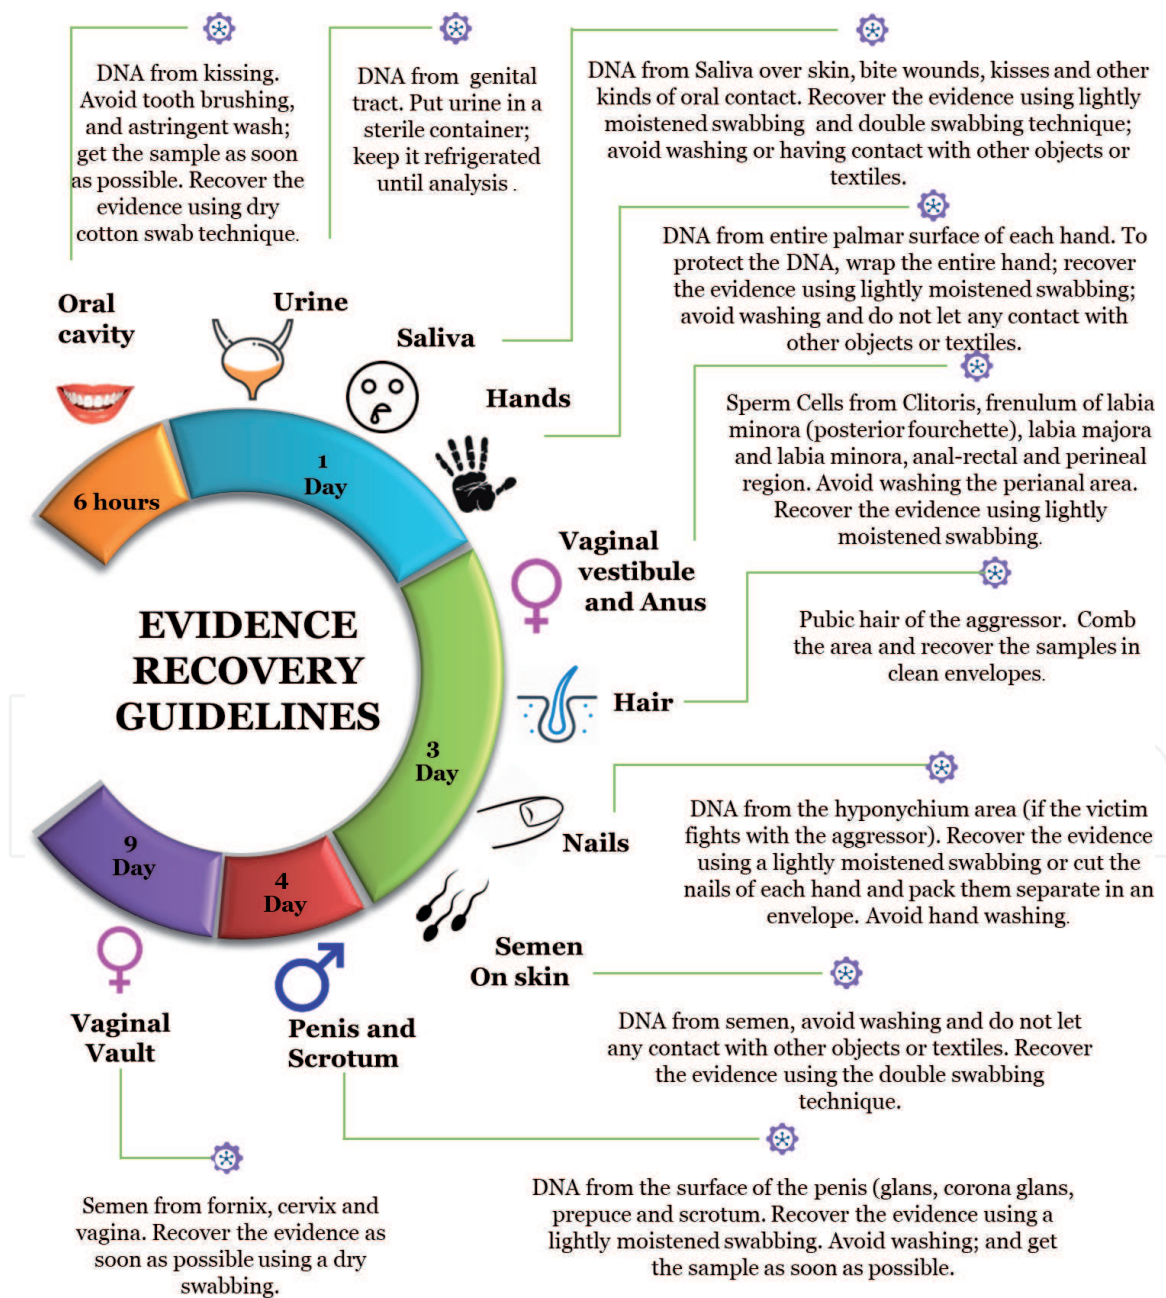 DNA from kissing.
Avoid tooth brushing,
and astringent wash;
get the sample as soon
as possible. Recover the
evidence using dry
cotton swab technique.
DNA from genital
tract. Put urine in a
sterile container;
keep it refrigerated
until analysis .
DNA from Saliva over skin, bite wounds, kisses and other
kinds of oral contact. Recover the evidence using lightly
moistened swabbing and double swabbing technique;
avoid washing or having contact with other objects or
textiles.
DNA from entire palmar surface of each hand. To
protect the DNA, wrap the entire hand; recover
the evidence using lightly moistened swabbing;
avoid washing and do not let any contact with
other objects or textiles.
Oral
cavity
Urine
Saliva
Hands
Sperm Cells from Clitoris, frenulum of labia
minora (posterior fourchette), labia majora
and labia minora, anal-rectal and perineal
region. Avoid washing the perianal area.
Recover the evidence using lightly
moistened swabbing.
6 hours
1
Day
Vaginal
vestibule
and Anus
EVIDENCE
RECOVERY
GUIDELINES
Pubic hair of the aggressor. Comb
the area and recover the samples in
clean envelopes.
Hair
3
Day
Nails
DNA from the hyponychium area (if the victim
fights with the aggressor). Recover the evidence
using a lightly moistened swabbing or cut the
nails of each hand and pack them separate in an
envelope. Avoid hand washing.
9
Day
4
Day
Semen
On skin
Vaginal
Vault
Penis and
Scrotum
DNA from semen, avoid washing and do not let
any contact with other objects or textiles. Recover
the evidence using the double swabbing
technique.
Semen from fornix, cervix and
vagina. Recover the evidence as
soon as possible using a dry
swabbing.
DNA from the surface of the penis (glans, corona glans,
prepuce and scrotum. Recover the evidence using a
lightly moistened swabbing. Avoid washing; and get
the sample as soon as possible.